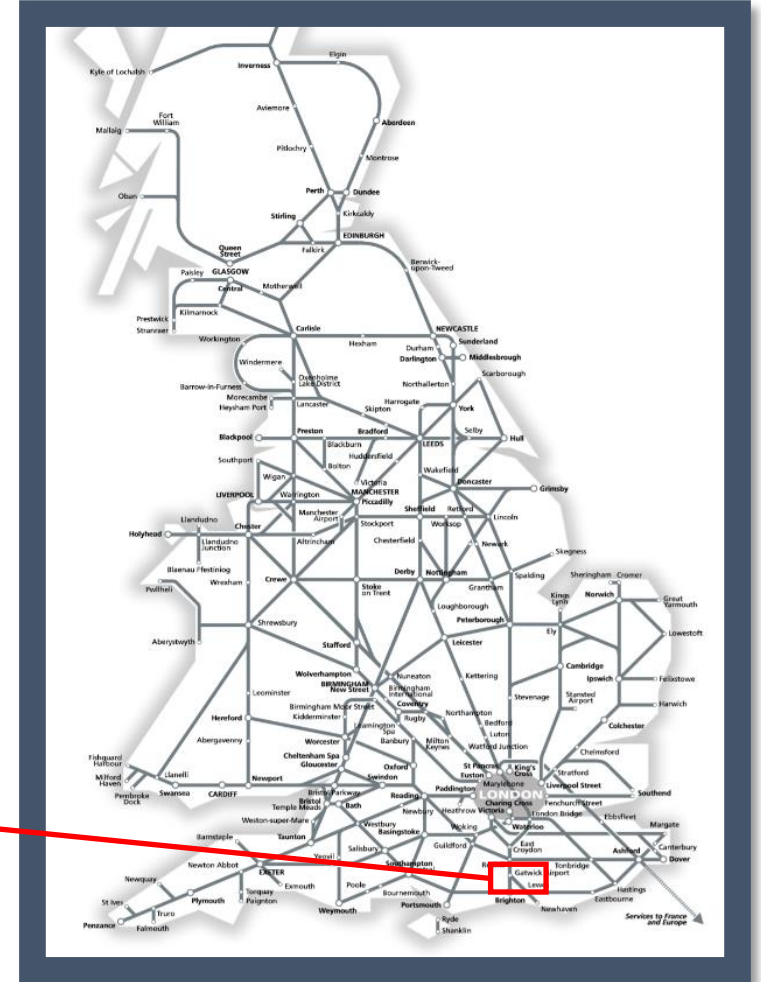 Elgin
Inverness
Kyle of Lochalsh
Aviemore
Fort
William
Aberdeen
Mallaig
Pitlochry
Montrose
Perth
Dundee
Oban
Kirkcaldy
Stirling
EDINBURGH
Queen
Street
Falkirk
Berwick-
upon-Tweed
Paisley
GLASGOW
Central
Motherwell
Kilmarnock
Prestwick
Stranraer
Carlisle
NEWCASTLE
Sunderland
Workington
Hexham
Durham
Darlington
Middlesbrough
Windermere
Scarborough
Oxenholme
Lake District
Barrow-in-Furness
Northallerton
Morecambe
Heysham Port
Lancaster
Harrogate
Skipton
York
Blackpool
Preston
Bradford
LEEDS
Selby
Hull
Blackburn
Huddersfield
Southport
Bolton
Wakefield
Wigan
Victoria
Doncaster
LIVERPOOL
Warrington
MANCHESTER
Piccadilly
Grimsby
Manchester
Airport
Sheffield
Retford
Lincoln
Llandudno
Chester
Stockport
Worksop
Holyhead
Llandudno
Junction
Altrincham
Chesterfield
Newark
Skegness
Blaenau Ffestiniog
Wrexham
Crewe
Stoke
on Trent
Derby
Nottingham
Grantham
Spalding
Sheringham
Cromer
Pwllheli
Kings
Lynn
Norwich
Great
Yarmouth
Loughborough
Shrewsbury
Peterborough
Ely
Lowestoft
Aberystwyth
Stafford
Leicester
Wolverhampton
Nuneaton
Kettering
Cambridge
BIRMINGHAM
New Street
Birmingham
International
Ipswich
Felixstowe
Leominster
Stevenage
Stansted
Airport
Birmingham Moor Street
Coventry
Harwich
Hereford
Kidderminster
Rugby
Northampton
Bedford
Colchester
Leamington
Spa
Worcester
Banbury
Milton
Keynes
Luton
Abergavenny
Watford Junction
Chelmsford
Fishguard
Harbour
Cheltenham Spa
Gloucester
Oxford
St Pancras
Euston
King's
Cross
Stratford
Milford
Haven
Llanelli
Newport
Swindon
Marylebone
Liverpool Street
Pembroke
Dock
Swansea
CARDIFF
Bristol Parkway
Reading
Paddington
LONDON
Southend
Bristol
Temple Meads
Bath
Newbury
Heathrow
Victoria
Charing Cross
Fenchurch Street
Weston-super-Mare
Westbury
Basingstoke
Woking
London Bridge
Waterloo
Ebbsfleet
Margate
Barnstaple
Taunton
Salisbury
Guildford
East
Croydon
Canterbury
Newton Abbot
Yeovil
Southampton
Tonbridge
Ashford
Dover
EXETER
Gatwick Airport
Newquay
Exmouth
Poole
Hastings
St Ives
Plymouth
Torquay
Paignton
Bournemouth
Portsmouth
Brighton
Eastbourne
Truro
Weymouth
Newhaven
Penzance
Falmouth
Ryde
Shanklin
Services to France
and Europe